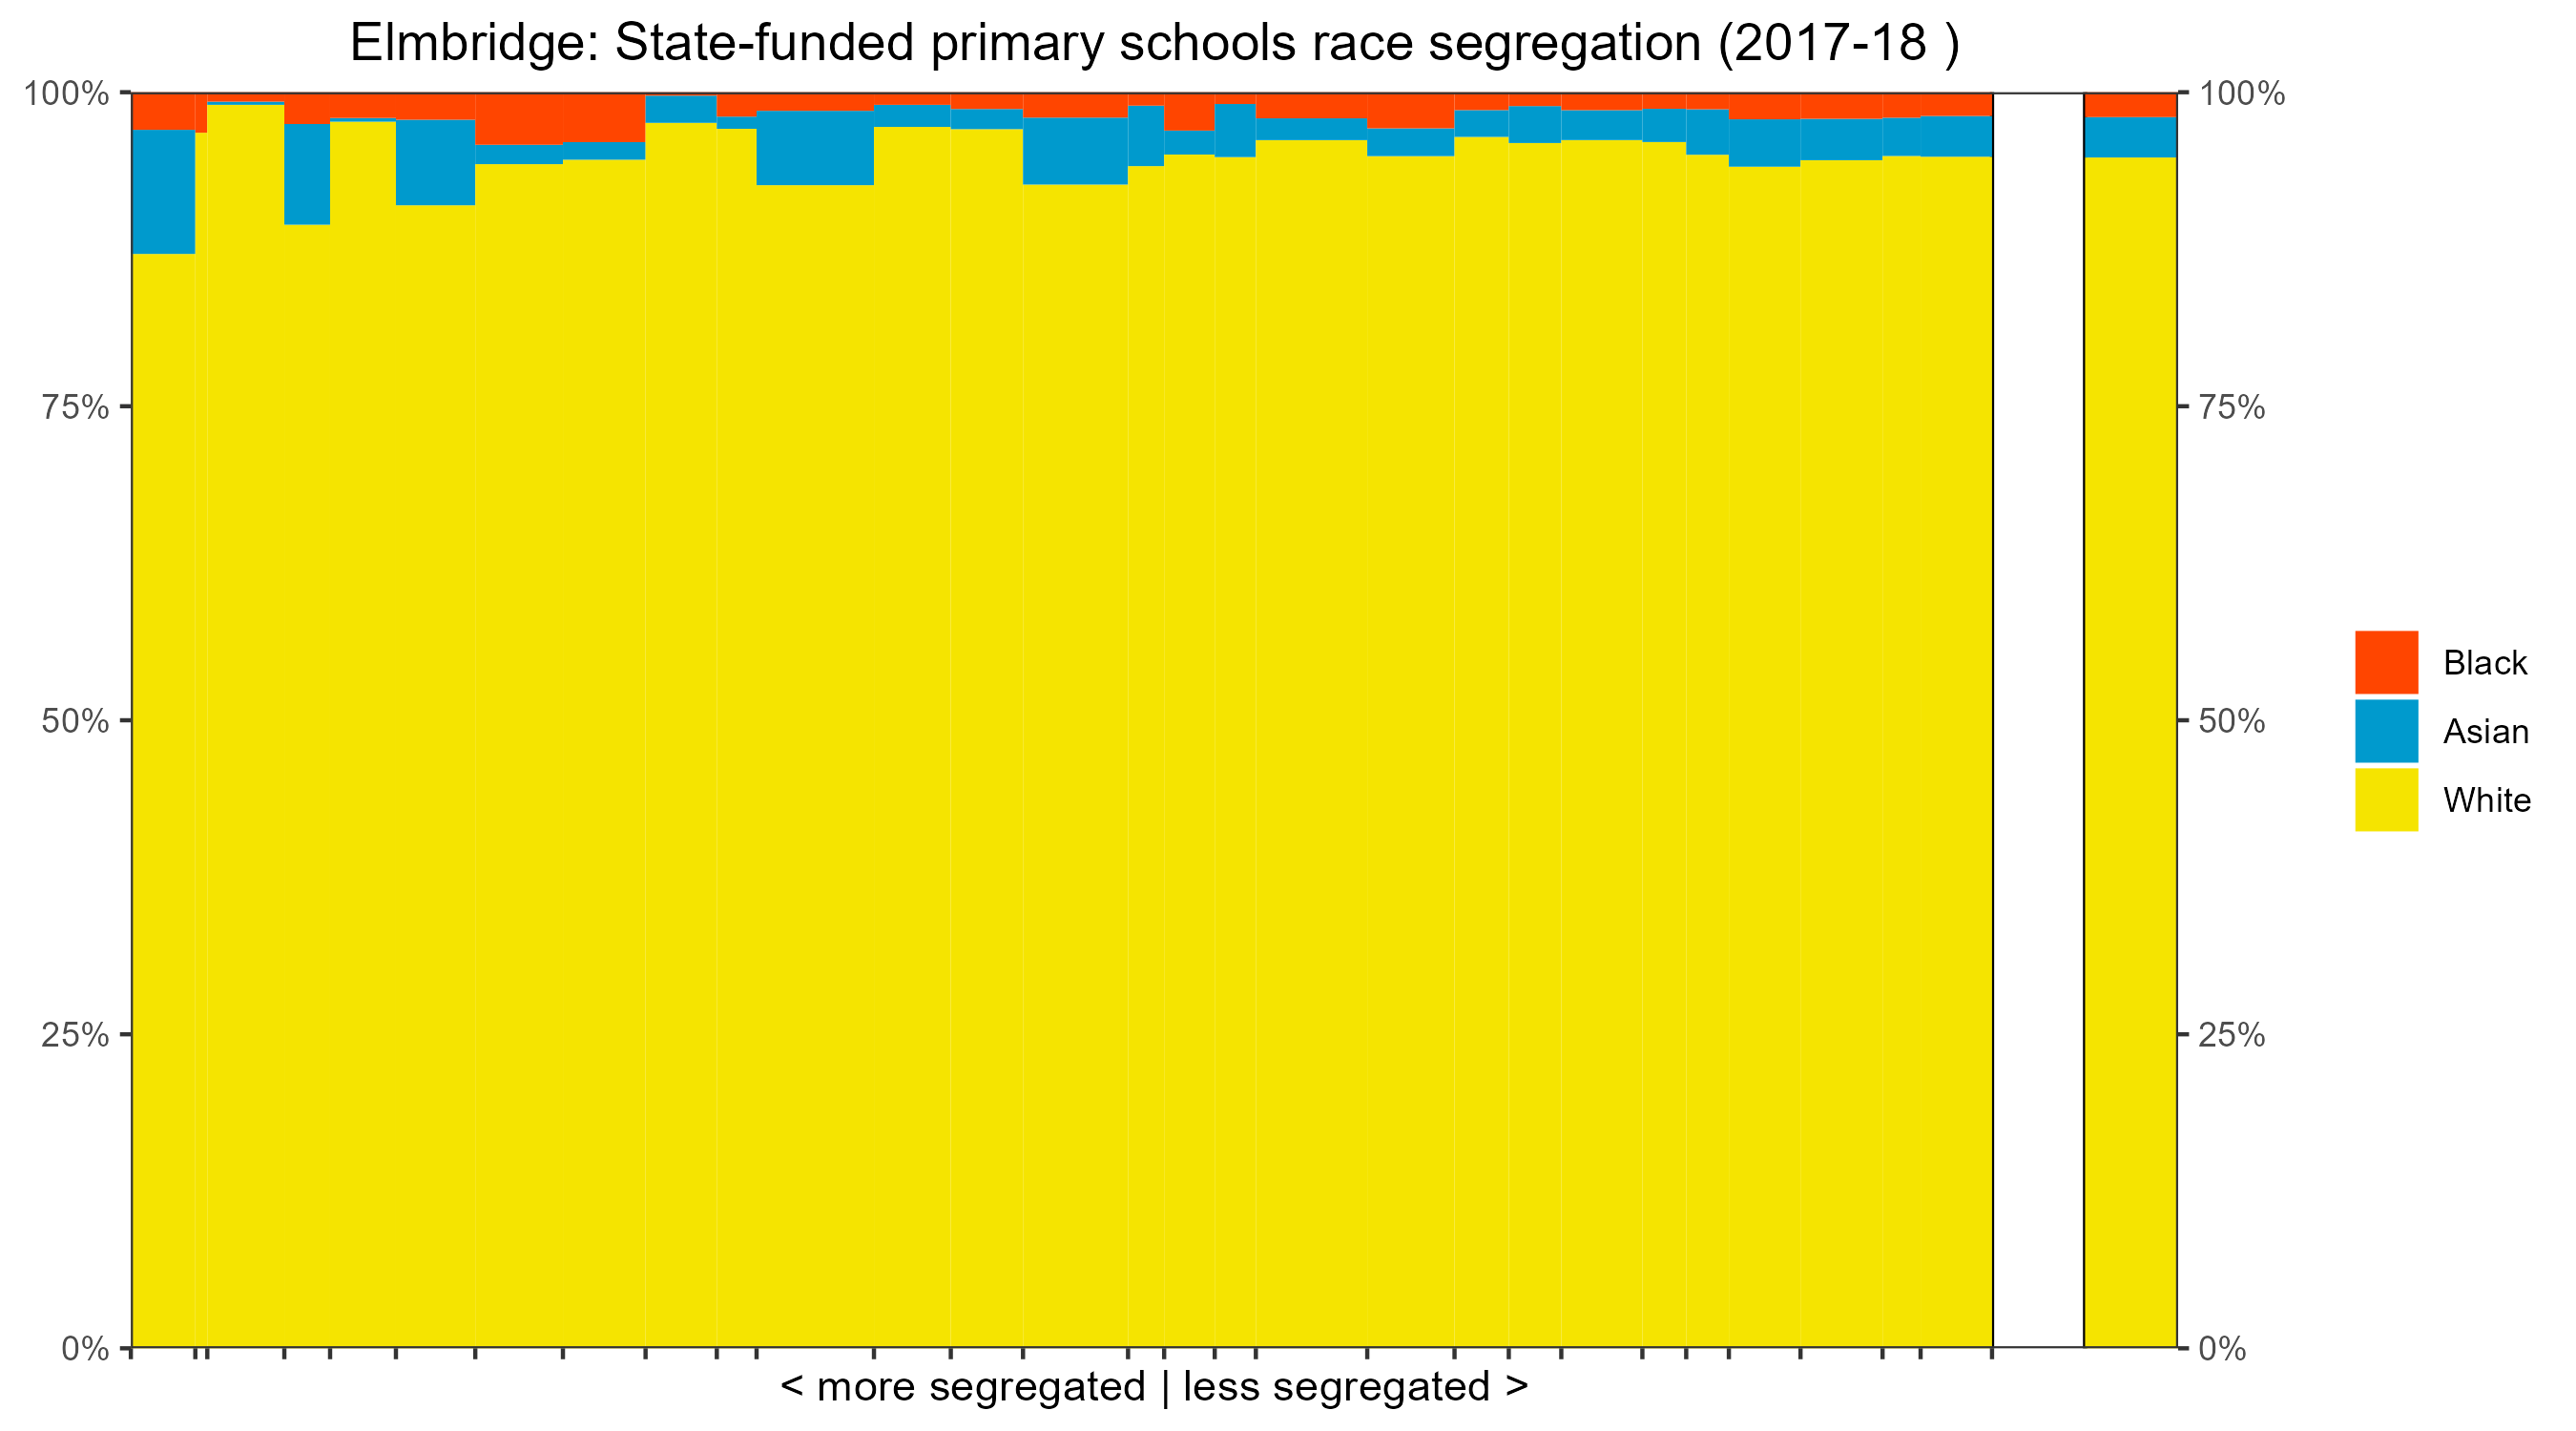 Elmbridge: State-funded primary schools race segregation (2017-18 )
100%
75%
50%
25%
0%
100%
75%
50%
25%
0%
Black
Asian
White
< more segregated | less segregated >